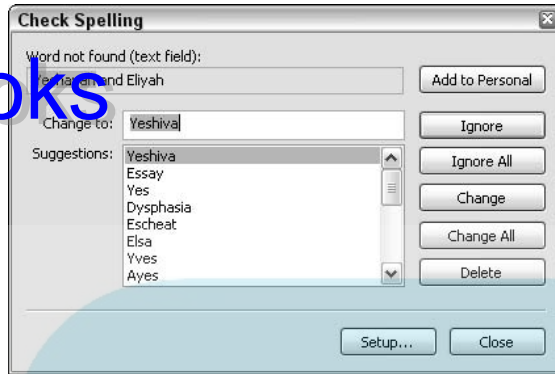 Check Spelling
Word not found (text field):
and Eliyah
Add to Personal
oks
Change to:
Yeshiva
Ignore
Suggestions:
Yeshiva
Essay
Yes
Dysphasia
Escheat
Elsa
Yves
Ayes
Ignore All
Change
Change All
Delete
Setup...
Close